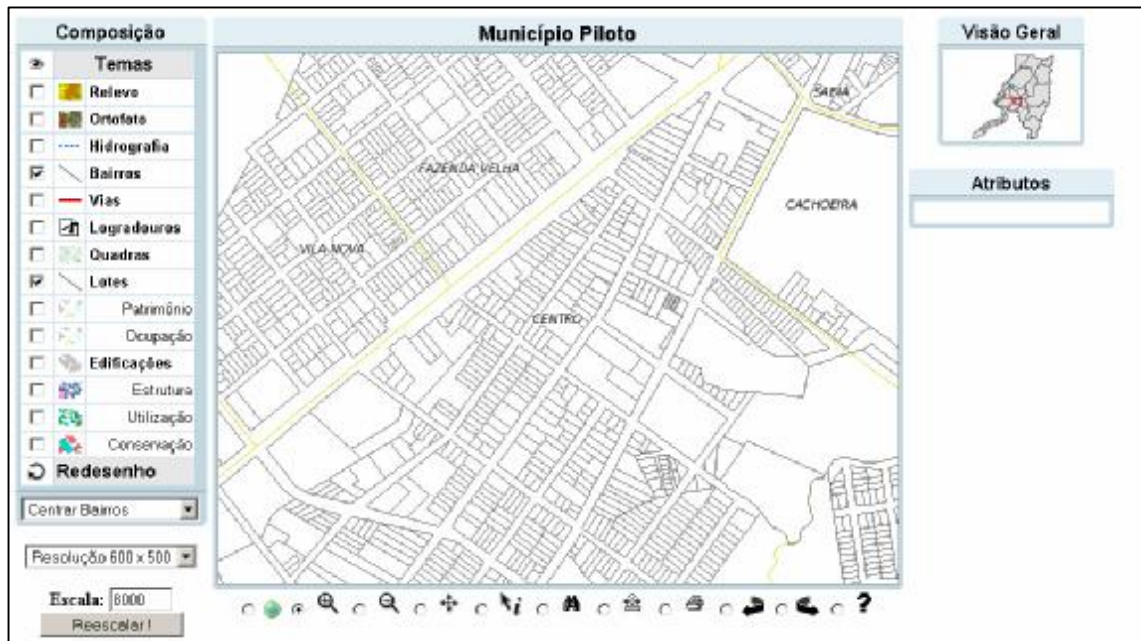 Composição
Temas
Relevo
Ortofoto
Hidrografia
Bairros
Vias
Logradouros
Quadras
Lotes
Patrimônio
Ocupação
Edificações
Estrutura
Utilização
Conservação
Redesenho
Centrar Bairros
Resolução 600 x 500
Escala: 8000
Reescalar!
Município Piloto
SABIA
FAZENDA VELHA
CACHOEIRA
VILA NOVA
CENTRO
i
?
Visão Geral
Atributos